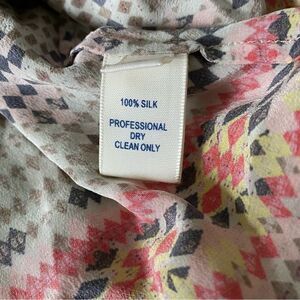 100% SILK
PROFESSIONAL
DRY
CLEAN ONLY